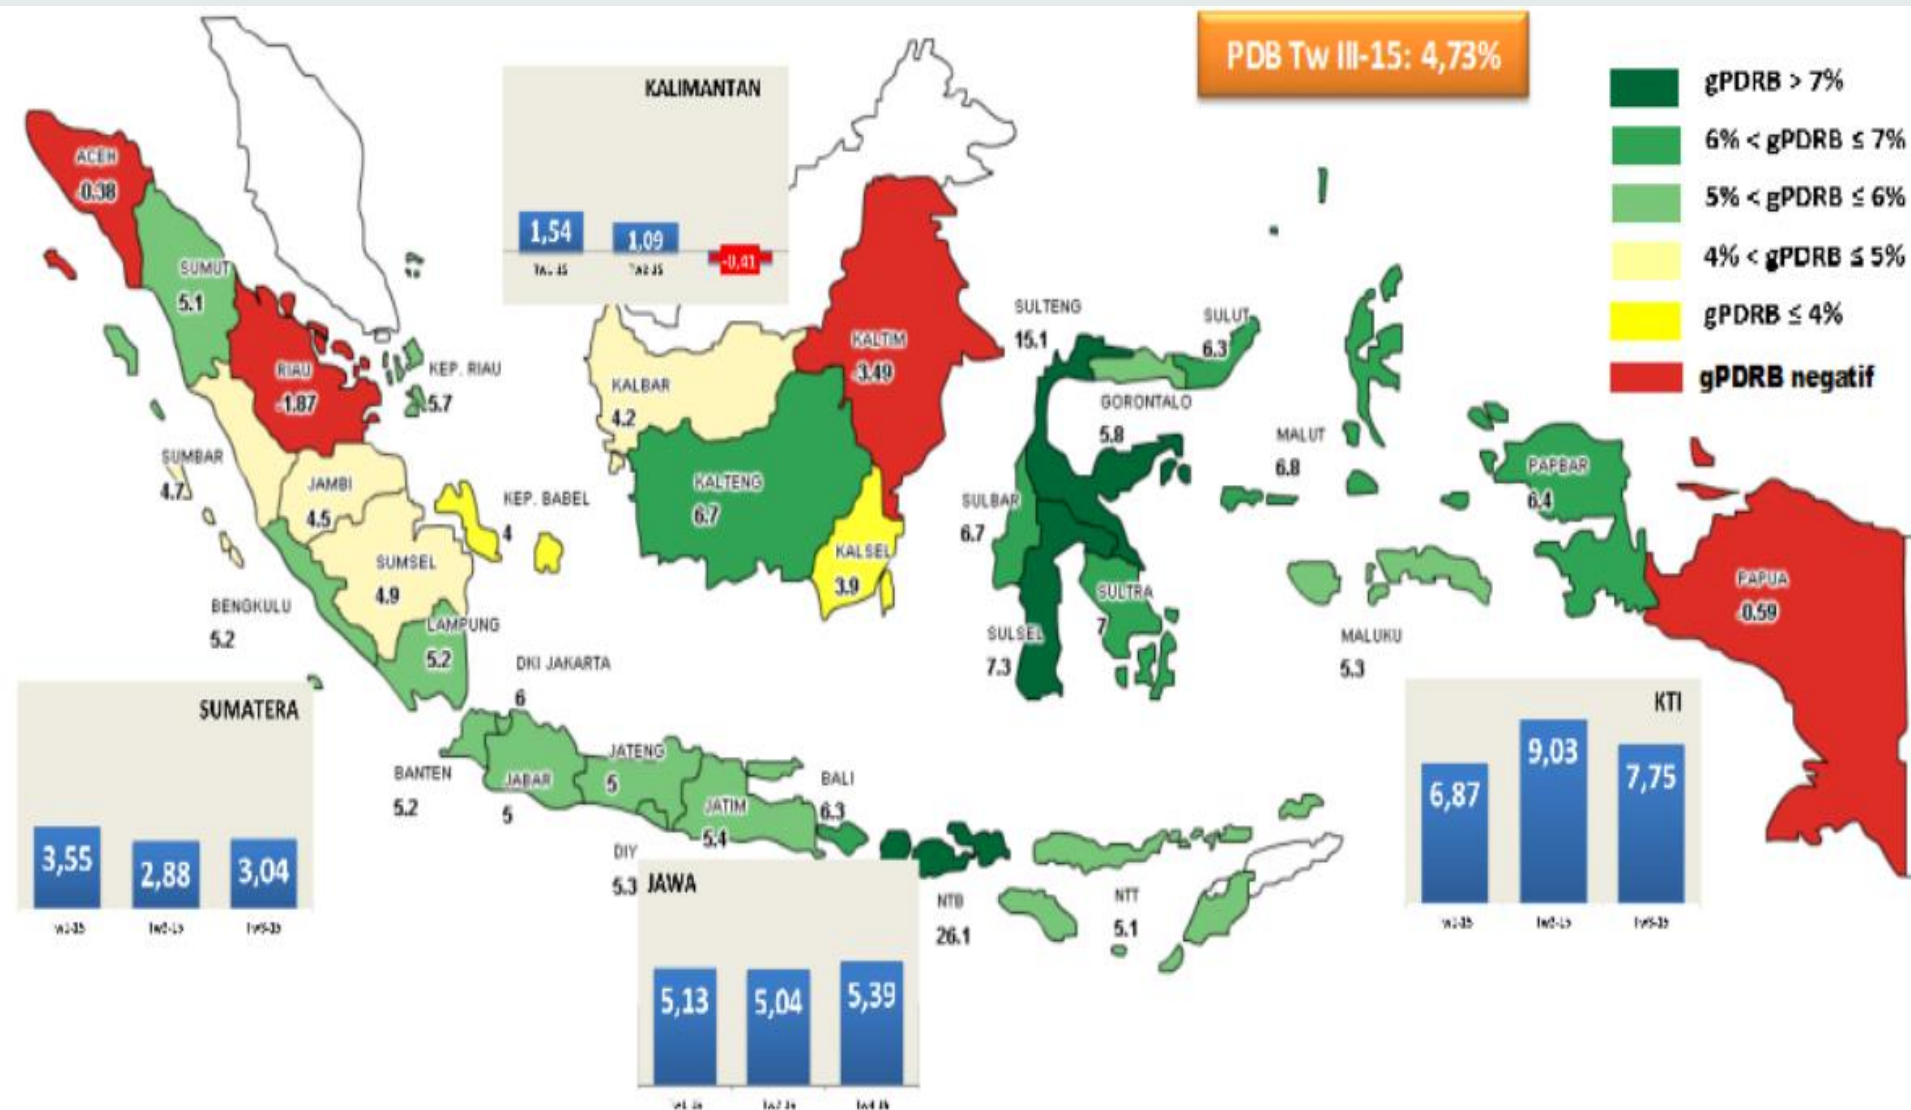 PDB Tw III-15: 4,73%
gPDRB > 7%
6% < gPDRB ≤ 7%
5% < gPDRB ≤ 6%
4% < gPDRB ≤ 5%
gPDRB ≤ 4%
gPDRB negatif
KALIMANTAN
1,54
1,09
-0,41
ACEH
-0.38
SUMUT
5.1
RIAU
-1.87
KEP. RIAU
5.7
SUMBAR
4.7
JAMBI
4.5
KEP. BABEL
4
SUMSEL
4.9
BENGKULU
5.2
LAMPUNG
5.2
DKI JAKARTA
6
BANTEN
5.2
JABAR
5
JATENG
5
DIY
5.3
JATIM
5.4
BALI
6.3
NTB
26.1
NTT
5.1
KALBAR
4.2
KALTENG
6.7
KALTIM
-3.49
KALSEL
3.9
SULTENG
15.1
SULUT
6.3
GORONTALO
5.8
SULBAR
6.7
SULSEL
7.3
SULTRA
7
MALUT
6.8
MALUKU
5.3
PAPBAR
6.4
PAPUA
-0.59
SUMATERA
3,55
2,88
3,04
JAWA
5,13
5,04
5,39
KTI
6,87
9,03
7,75